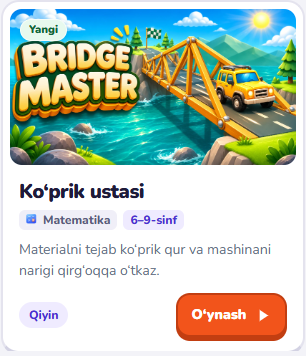 Yangi
BRIDGE
MASTER
Ko‘prik ustasi
Matematika
6–9-sinf
Materialni tejab ko‘prik qur va mashinani
narigi qirg‘oqqa o‘tkaz.
Qiyin
O‘ynash